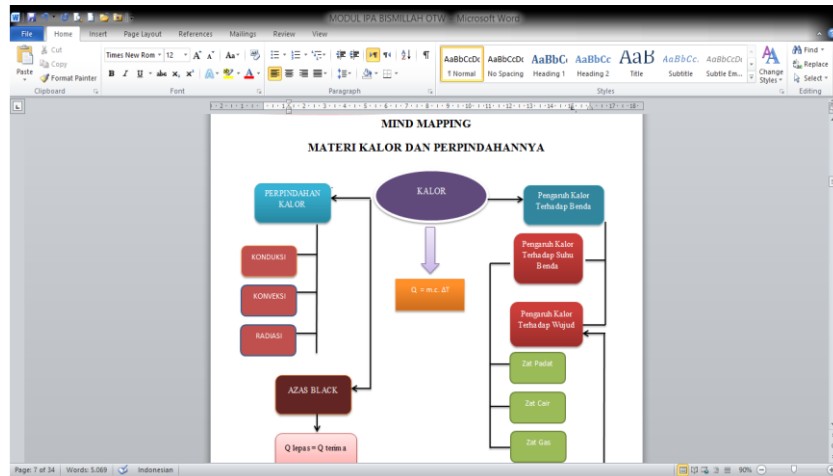 MODUL IPA BISMILLAH OTW - Microsoft Word
File Home Insert Page Layout References Mailings Review View
Cut
Copy
Format Painter
Paste
Clipboard
Times New Rom 12
Font
Paragraph
AaBbCcDc AaBbCcDc AaBbCc AaBbCc AaB AaBbCc. AaBbCcDc
¶ Normal No Spacing Heading 1 Heading 2 Title Subtitle Subtle Em...
Change Styles
Styles
Find
Replace
Select
Editing
MIND MAPPING
MATERI KALOR DAN PERPINDAHANNYA
PERPINDAHAN
KALOR
KALOR
Pengaruh Kalor
Terhadap Benda
KONDUKSI
KONVEKSI
RADIASI
Q = m.c. ΔT
Pengaruh Kalor
Terhadap Suhu
Benda
Pengaruh Kalor
Terhadap Wujud
Zat Padat
Zat Cair
Zat Gas
AZAS BLACK
Q lepas = Q terima
Page: 7 of 34 Words: 5.069 Indonesian 90%